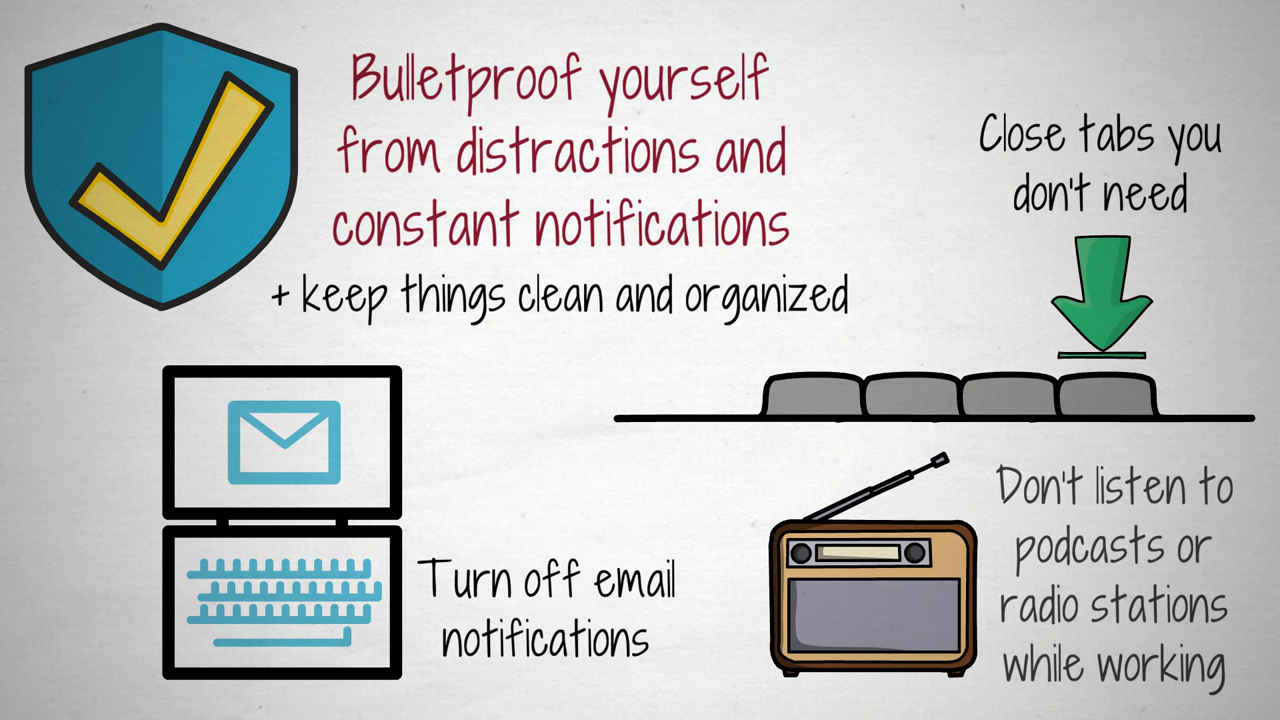 Bulletproof yourself
from distractions and
constant notifications
+ keep things clean and organized
Close tabs you
don't need
Turn off email
notifications
Don't listen to
podcasts or
radio stations
while working